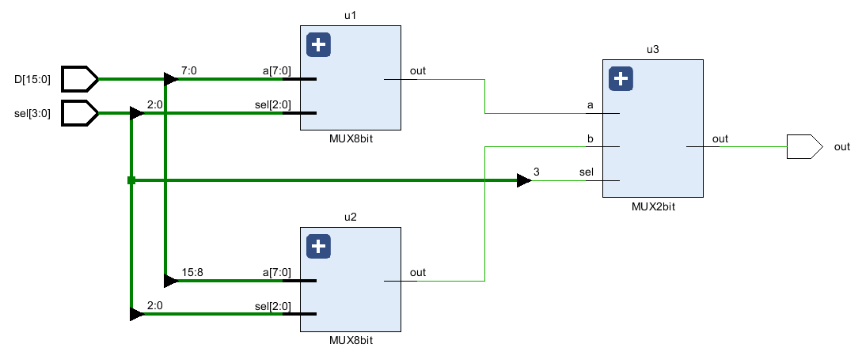 u1
D[15:0]
7:0
a[7:0]
out
sel[3:0]
2:0
sel[2:0]
MUX8bit
u3
a
b
out
out
3
sel
MUX2bit
u2
15:8
a[7:0]
out
2:0
sel[2:0]
MUX8bit